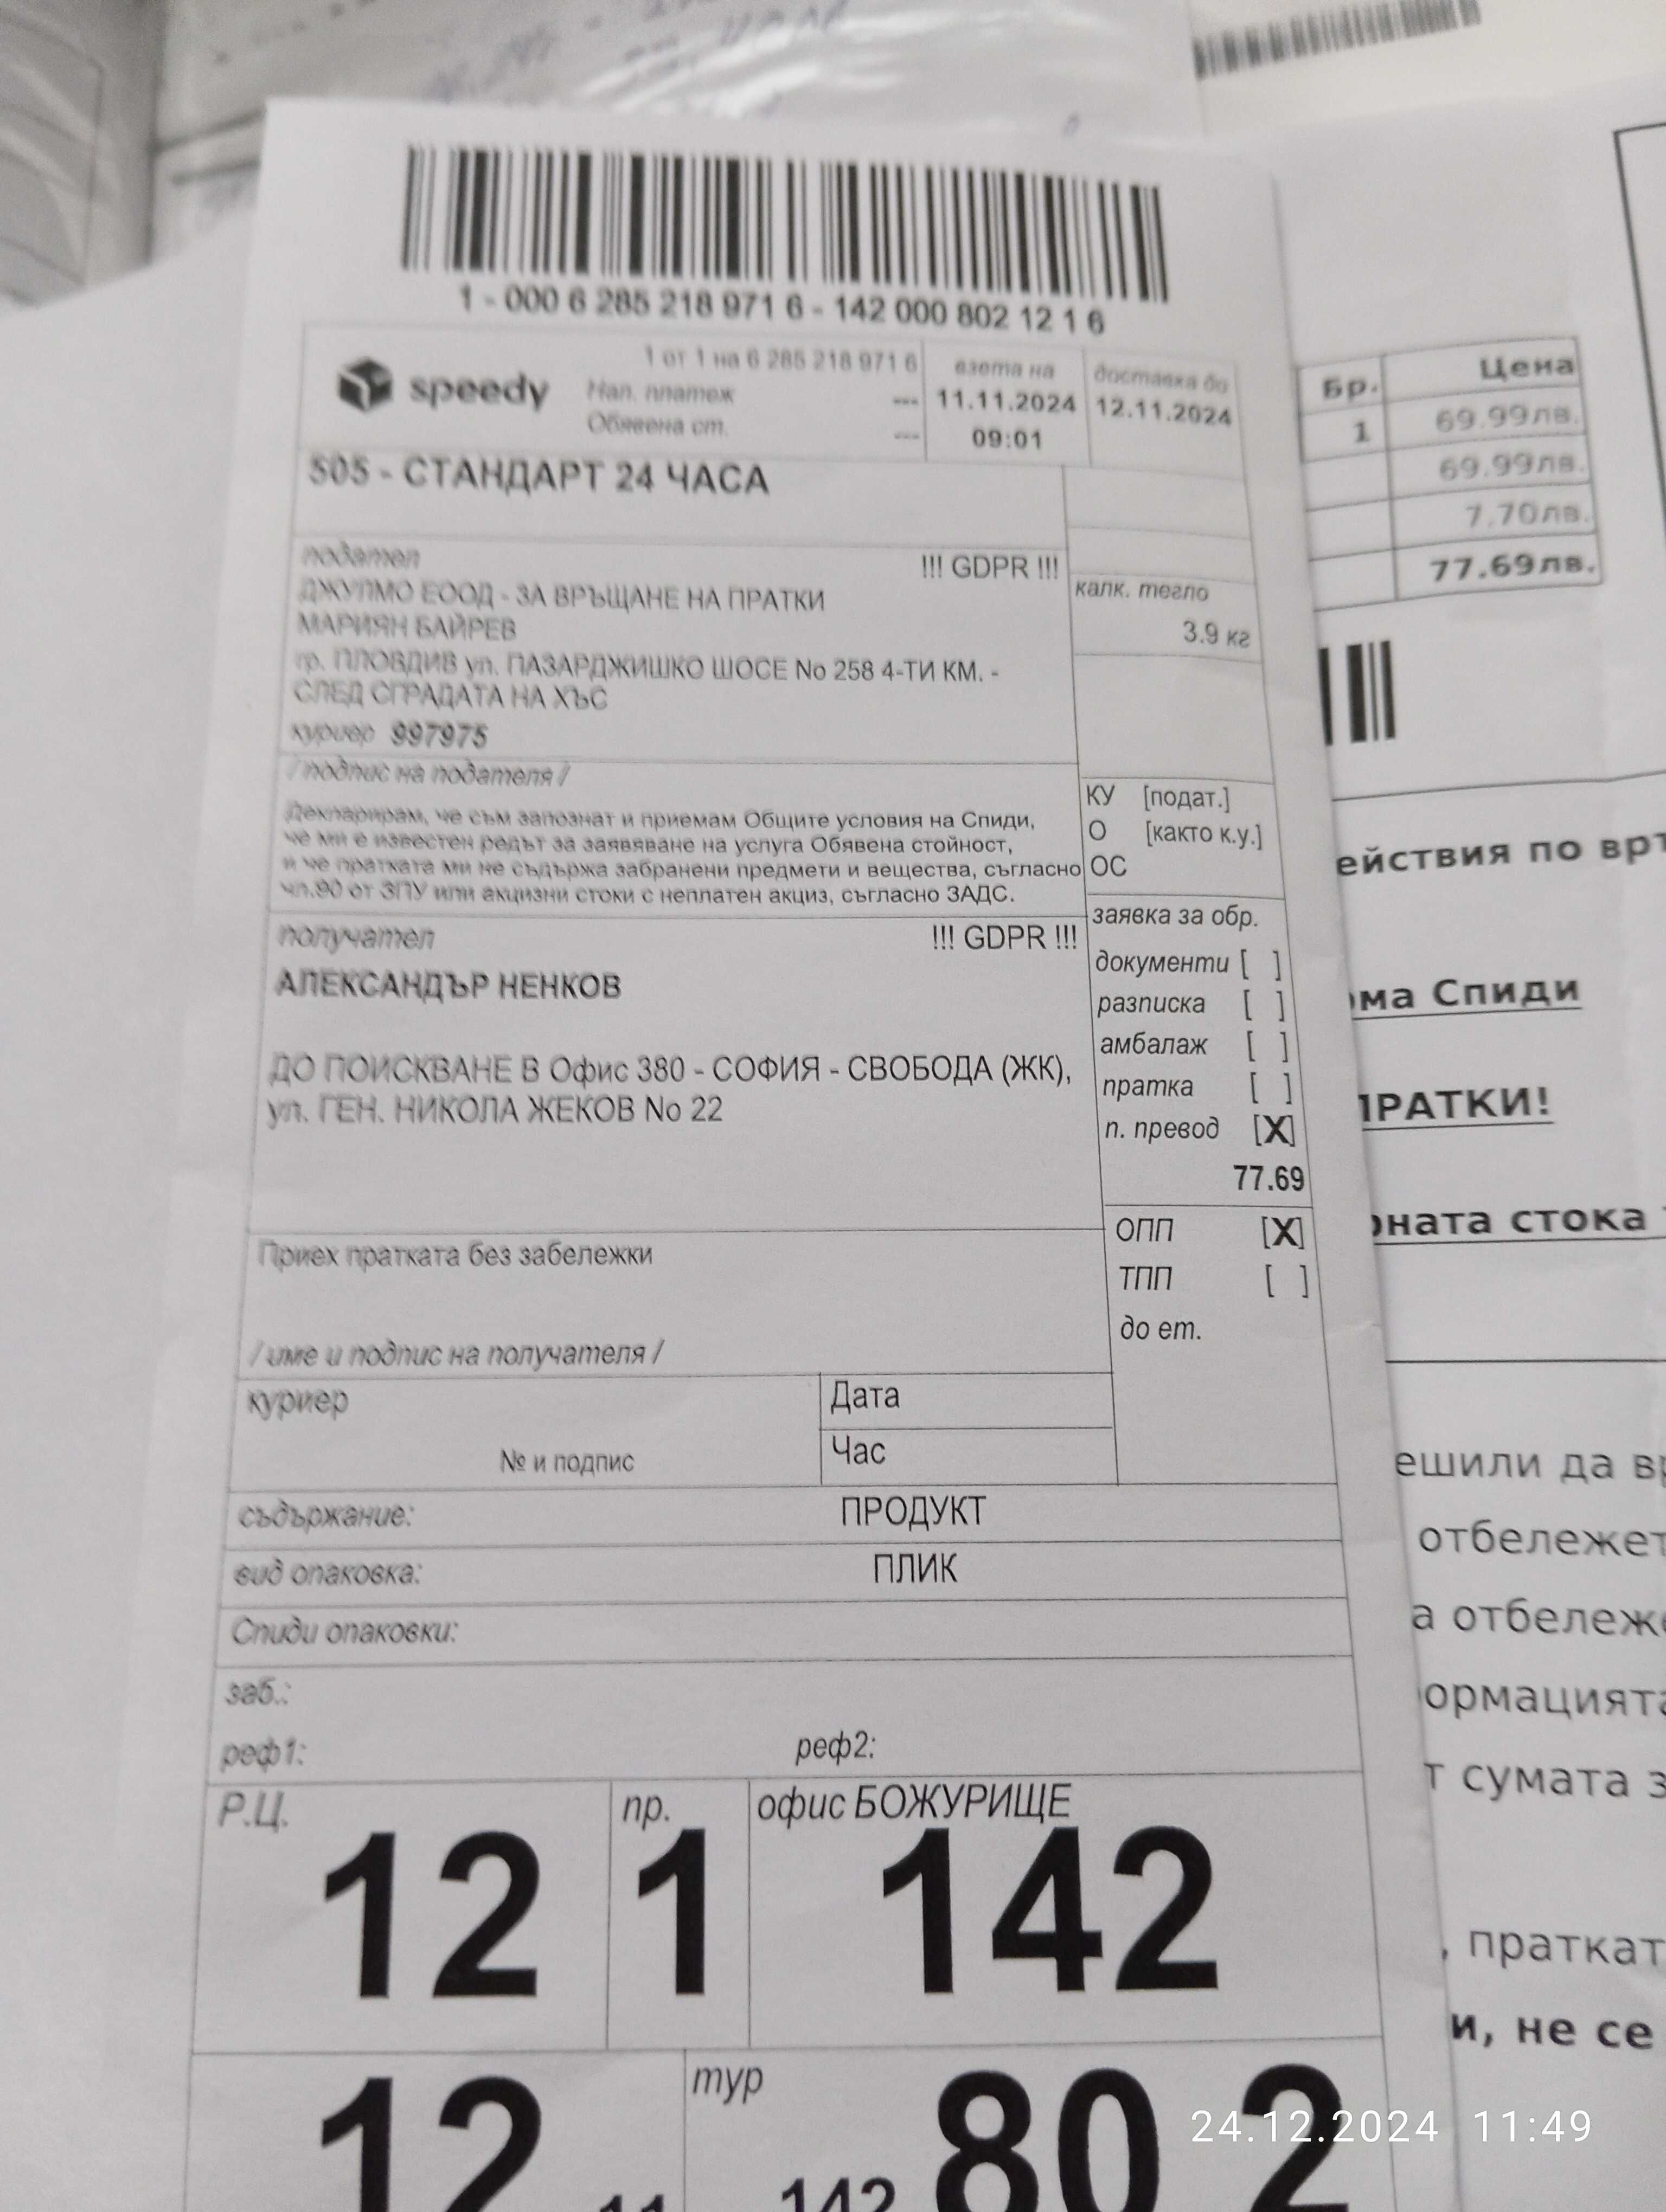 1 - 000 6 285 218 971 6 - 142 000 802 12 1 6
speedy
1 от 1 на 6 285 218 971 6
Нал. платеж ---
Обявена ст. ---
взета на
11.11.2024
09:01
доставка до
12.11.2024
505 - СТАНДАРТ 24 ЧАСА
подател !!! GDPR !!!
ДЖУЛМО ЕООД - ЗА ВРЪЩАНЕ НА ПРАТКИ
МАРИЯН БАЙРЕВ
гр. ПЛОВДИВ ул. ПАЗАРДЖИШКО ШОСЕ No 258 4-ТИ КМ. -
СЛЕД СГРАДАТА НА ХЪС
куриер 997975
калк. тегло
3.9 кг
/ подпис на подателя /
Декларирам, че съм запознат и приемам Общите условия на Спиди,
че ми е известен редът за заявяване на услуга Обявена стойност,
и че пратката ми не съдържа забранени предмети и вещества, съгласно
чл.90 от ЗПУ или акцизни стоки с неплатен акциз, съгласно ЗАДС.
КУ [подат.]
О [както к.у.]
ОС
получател !!! GDPR !!!
АЛЕКСАНДЪР НЕНКОВ
ДО ПОИСКВАНЕ В Офис 380 - СОФИЯ - СВОБОДА (ЖК),
ул. ГЕН. НИКОЛА ЖЕКОВ No 22
заявка за обр.
документи [ ]
разписка [ ]
амбалаж [ ]
пратка [ ]
п. превод [X]
77.69
ОПП [X]
ТПП [ ]
до ет.
Приех пратката без забележки
/ име и подпис на получателя /
куриер
№ и подпис
Дата
Час
съдържание: ПРОДУКТ
вид опаковка: ПЛИК
Спиди опаковки:
заб.:
реф1: реф2:
Р.Ц. пр. офис БОЖУРИЩЕ
12 1 142
тур
12 11 142 80 2
Бр. Цена
1 69.99лв.
69.99лв.
7.70лв.
77.69лв.
ействия по врт
ма Спиди
ПРАТКИ!
ната стока
ешили да вр
отбележет
а отбележе
ормацията
т сумата з
, праткат
и, не се
24.12.2024 11:49